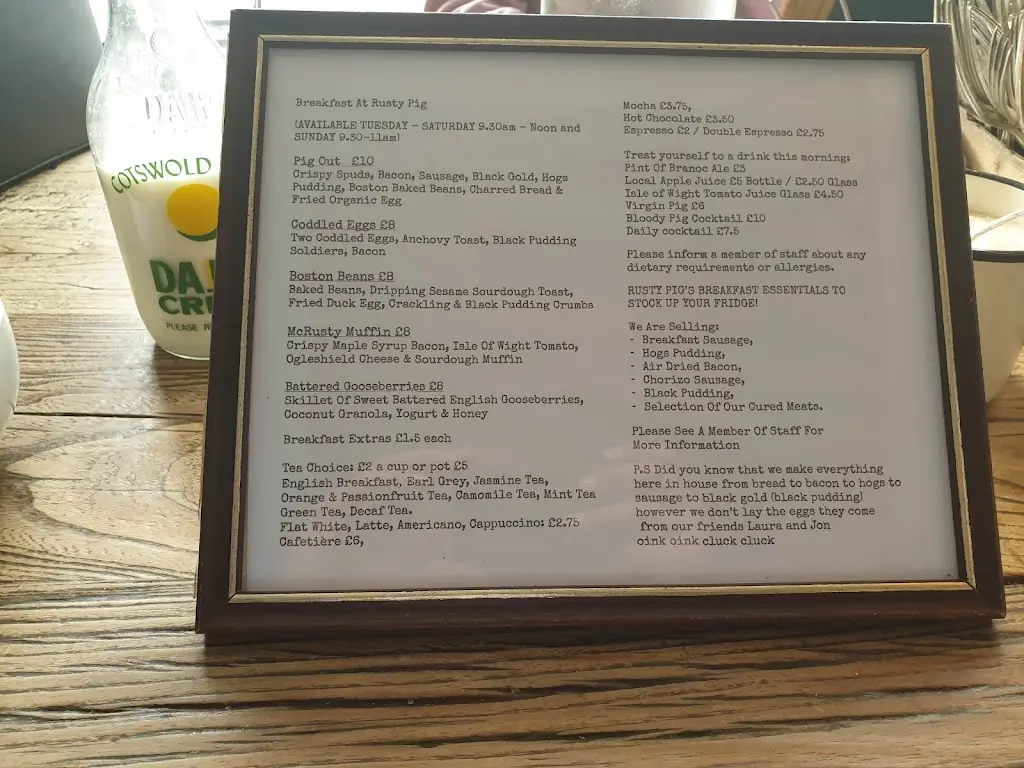 Breakfast At Rusty Pig
(AVAILABLE TUESDAY - SATURDAY 9.30am - Noon and
SUNDAY 9.30-11am)
Pig Out £10
Crispy Spuds, Bacon, Sausage, Black Gold, Hogs
Pudding, Boston Baked Beans, Charred Bread &
Fried Organic Egg
Coddled Eggs £8
Two Coddled Eggs, Anchovy Toast, Black Pudding
Soldiers, Bacon
Boston Beans £8
Baked Beans, Dripping Sesame Sourdough Toast,
Fried Duck Egg, Crackling & Black Pudding Crumbs
McRusty Muffin £8
Crispy Maple Syrup Bacon, Isle Of Wight Tomato,
Ogleshield Cheese & Sourdough Muffin
Battered Gooseberries £8
Skillet Of Sweet Battered English Gooseberries,
Coconut Granola, Yogurt & Honey
Breakfast Extras £1.5 each
Tea Choice: £2 a cup or pot £5
English Breakfast, Earl Grey, Jasmine Tea,
Orange & Passionfruit Tea, Camomile Tea, Mint Tea
Green Tea, Decaf Tea.
Flat White, Latte, Americano, Cappuccino: £2.75
Cafetière £6,
Mocha £3.75,
Hot Chocolate £3.50
Espresso £2 / Double Espresso £2.75
Treat yourself to a drink this morning:
Pint Of Branoc Ale £3
Local Apple Juice £5 Bottle / £2.50 Glass
Isle of Wight Tomato Juice Glass £4.50
Virgin Pig £6
Bloody Pig Cocktail £10
Daily cocktail £7.5
Please inform a member of staff about any
dietary requirements or allergies.
RUSTY PIG'S BREAKFAST ESSENTIALS TO
STOCK UP YOUR FRIDGE!
We Are Selling:
- Breakfast Sausage,
- Hogs Pudding,
- Air Dried Bacon,
- Chorizo Sausage,
- Black Pudding,
- Selection Of Our Cured Meats.
Please See A Member Of Staff For
More Information
P.S Did you know that we make everything
here in house from bread to bacon to hogs to
sausage to black gold (black pudding)
however we don't lay the eggs they come
from our friends Laura and Jon
oink oink cluck cluck
COTSWOLD
PLEASE